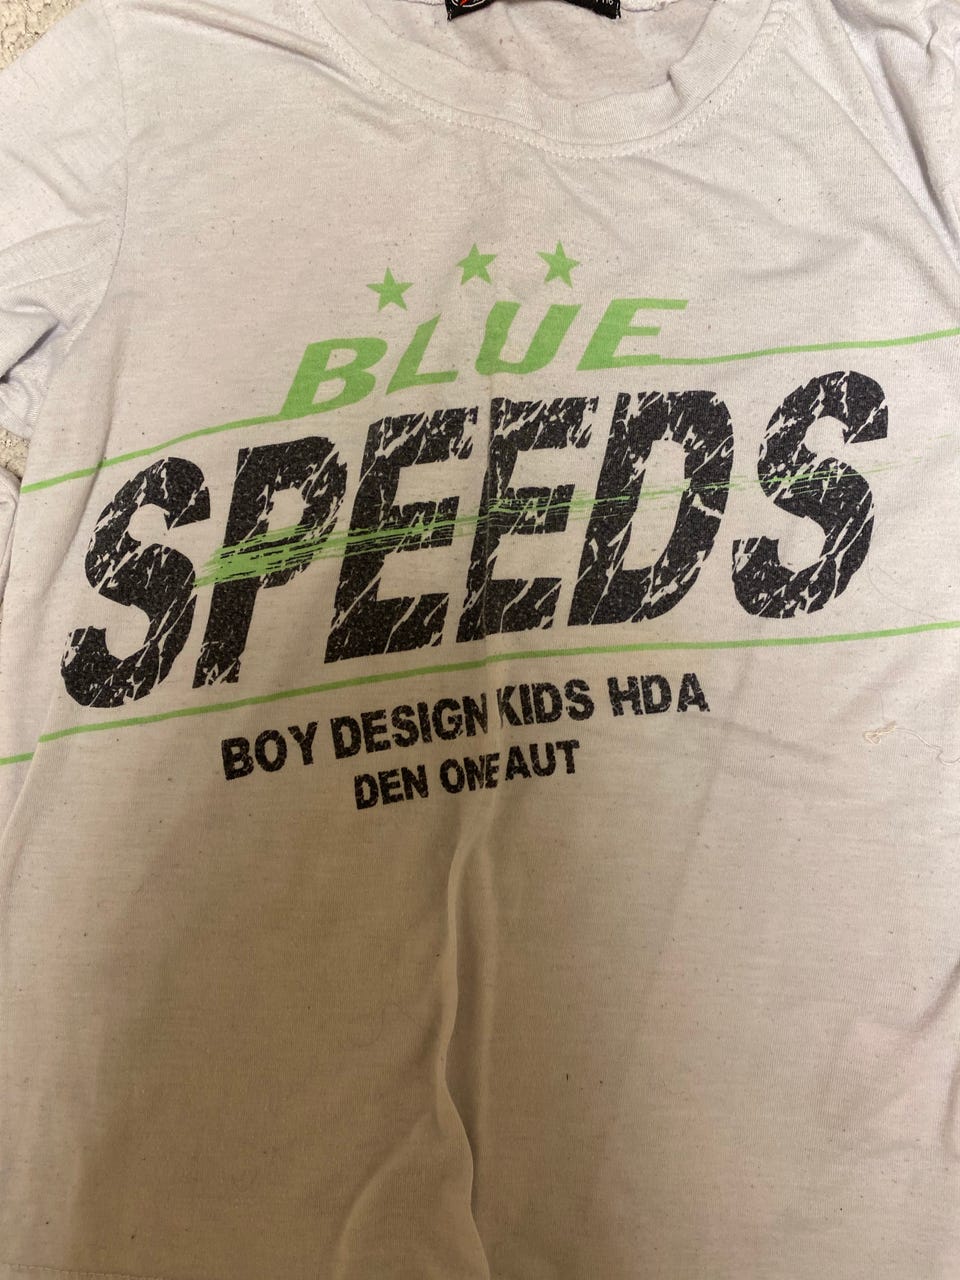 BLUE
SPEEDS
BOY DESIGN KIDS HDA
DEN ONE AUT